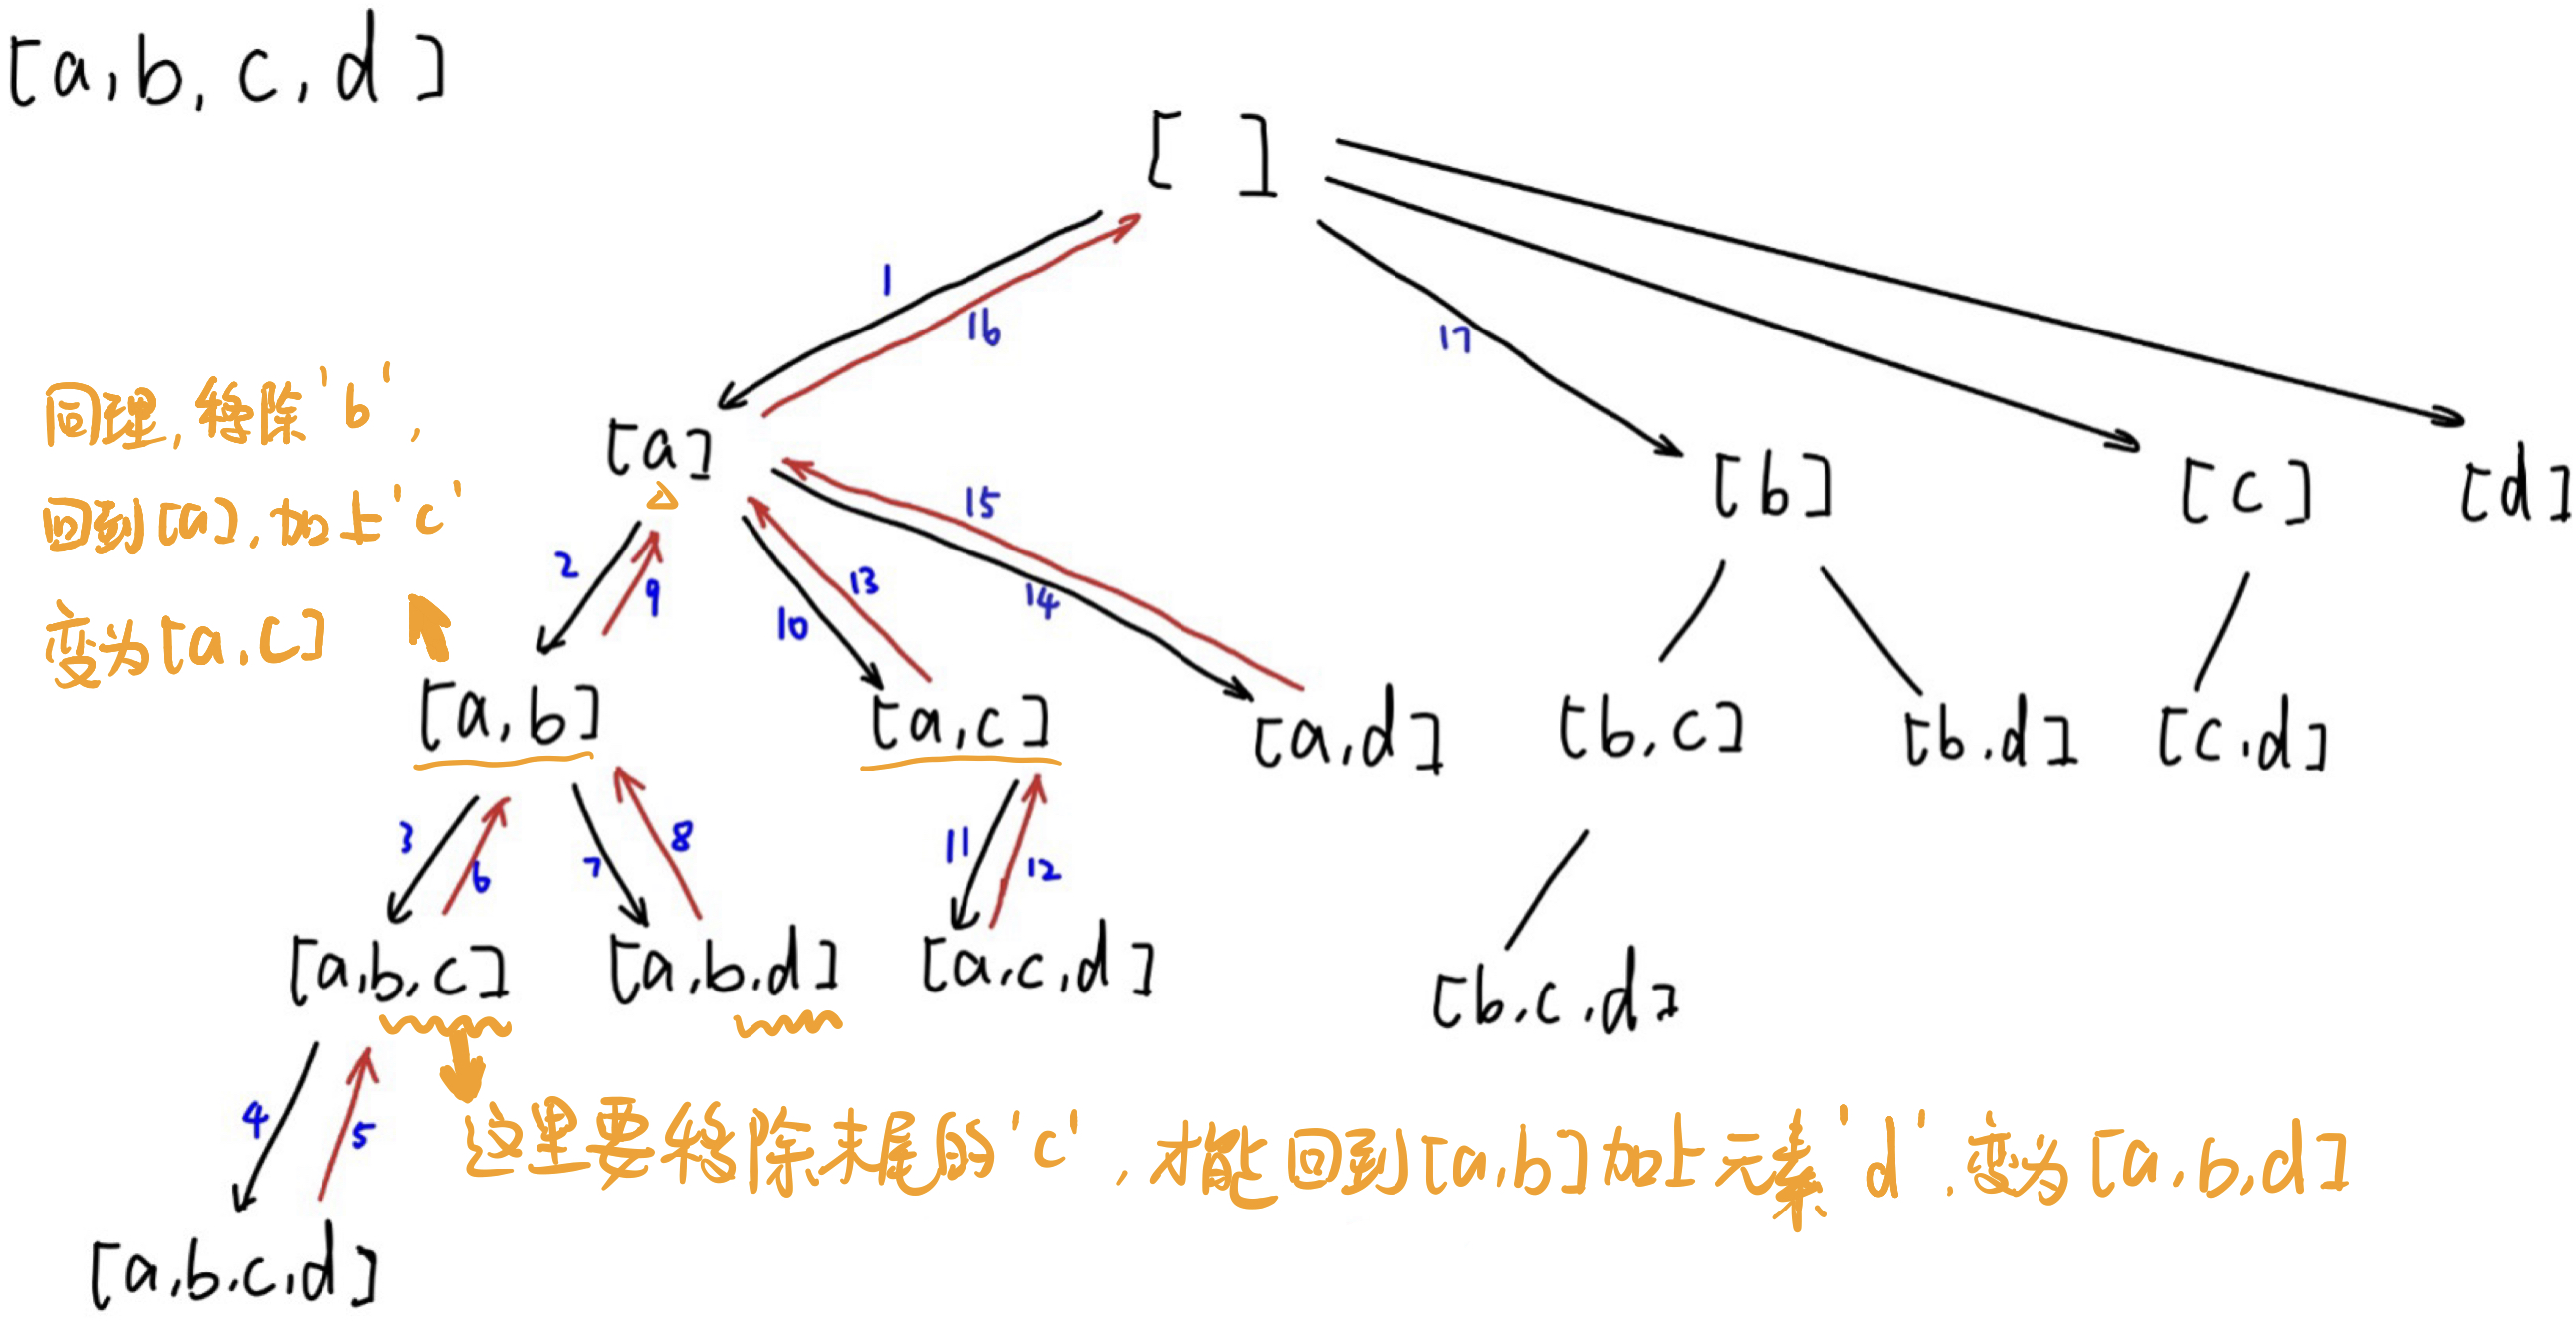 [a,b,c,d]
[ ]
1
16
17
同理,移除'b',
回到[a],加上'c'
变为[a.c]
[a]
[b]
[c]
[d]
2
9
10
13
14
15
[a,b]
[a,c]
[a,d]
[b,c]
[b.d]
[c.d]
3
6
7
8
11
12
[a,b,c]
[a,b.d]
[a,c,d]
[b.c.d]
4
5
这里要移除末尾的'c',才能回到[a,b]加上元素'd'.变为[a,b,d]
[a,b.c,d]